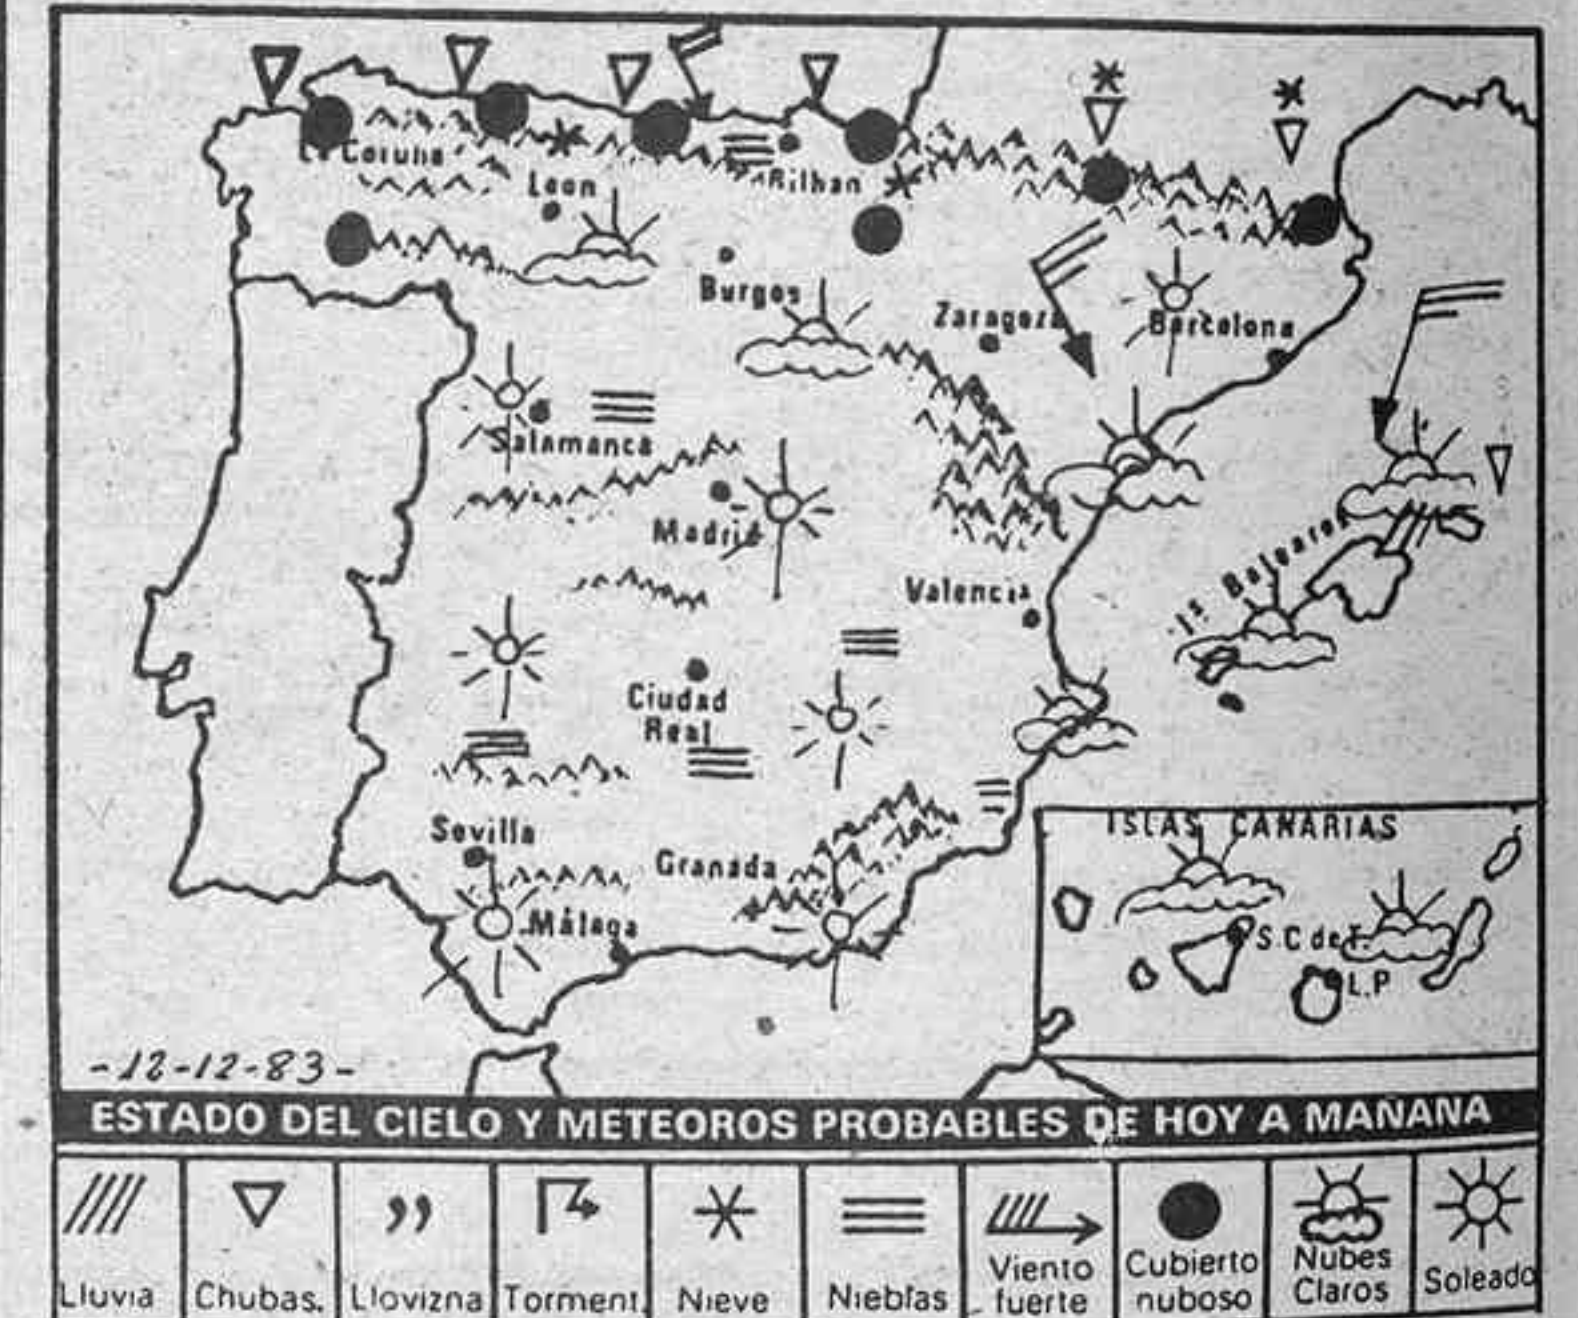 La Coruña
Bilbao
Leon
Burgos
Zaragoza
Barcelona
Salamanca
Madrid
Is Baleares
Valencia
Ciudad
Real
Sevilla
Granada
Málaga
ISLAS CANARIAS
S.C de T.
L.P
-12-12-83-
ESTADO DEL CIELO Y METEOROS PROBABLES DE HOY A MAÑANA
Lluvia
Chubas.
Llovizna
Torment.
Nieve
Nieblas
Viento
fuerte
Cubierto
nuboso
Nubes
Claros
Soleado